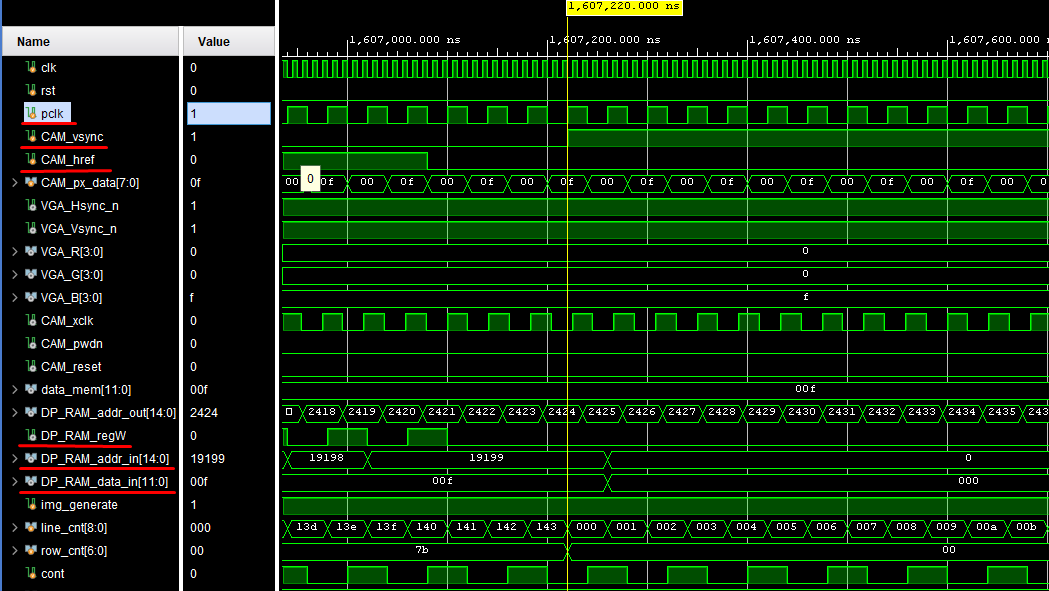 1,607,220.000 ns
Name Value 1,607,000.000 ns 1,607,200.000 ns 1,607,400.000 ns 1,607,600.000
clk 0
rst 0
pclk 1
CAM_vsync 1
CAM_href 0
CAM_px_data[7:0] 0f 00 0 0f 00 0f 00 0f 00 0f 00 0f 00 0f 00 0f 00 0f 00 0
VGA_Hsync_n 1
VGA_Vsync_n 1
VGA_R[3:0] 0 0
VGA_G[3:0] 0 0
VGA_B[3:0] f f
CAM_xclk 0
CAM_pwdn 0
CAM_reset 0
data_mem[11:0] 00f 00f
DP_RAM_addr_out[14:0] 2424 2418 2419 2420 2421 2422 2423 2424 2425 2426 2427 2428 2429 2430 2431 2432 2433 2434 2435 243
DP_RAM_regW 0
DP_RAM_addr_in[14:0] 19199 19198 19199 0
DP_RAM_data_in[11:0] 00f 00f 000
img_generate 1
line_cnt[8:0] 000 13d 13e 13f 140 141 142 143 000 001 002 003 004 005 006 007 008 009 00a 00b
row_cnt[6:0] 00 7b 00
cont 0